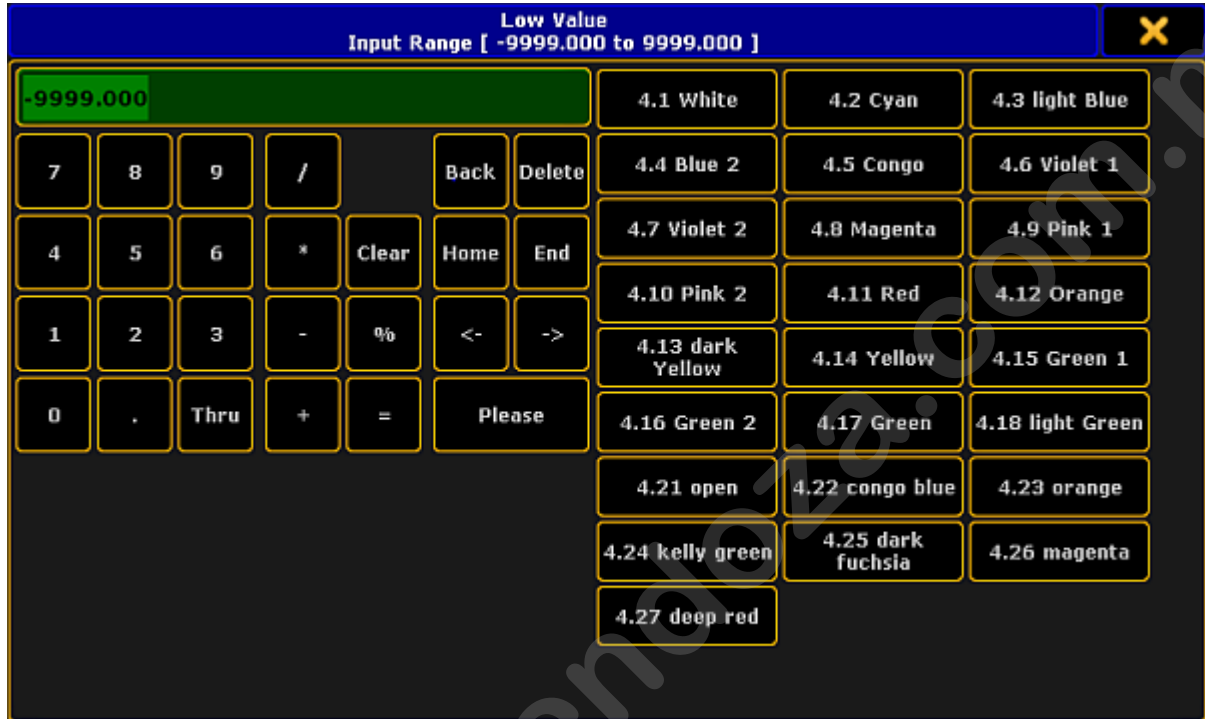 Low Value
Input Range [ -9999.000 to 9999.000 ]
-9999.000
7 8 9 / Back Delete
4 5 6 * Clear Home End
1 2 3 - % <- ->
0 . Thru + = Please
4.1 White 4.2 Cyan 4.3 light Blue
4.4 Blue 2 4.5 Congo 4.6 Violet 1
4.7 Violet 2 4.8 Magenta 4.9 Pink 1
4.10 Pink 2 4.11 Red 4.12 Orange
4.13 dark
Yellow
4.14 Yellow 4.15 Green 1
4.16 Green 2 4.17 Green 4.18 light Green
4.21 open 4.22 congo blue 4.23 orange
4.24 kelly green
4.25 dark
fuchsia
4.26 magenta
4.27 deep red